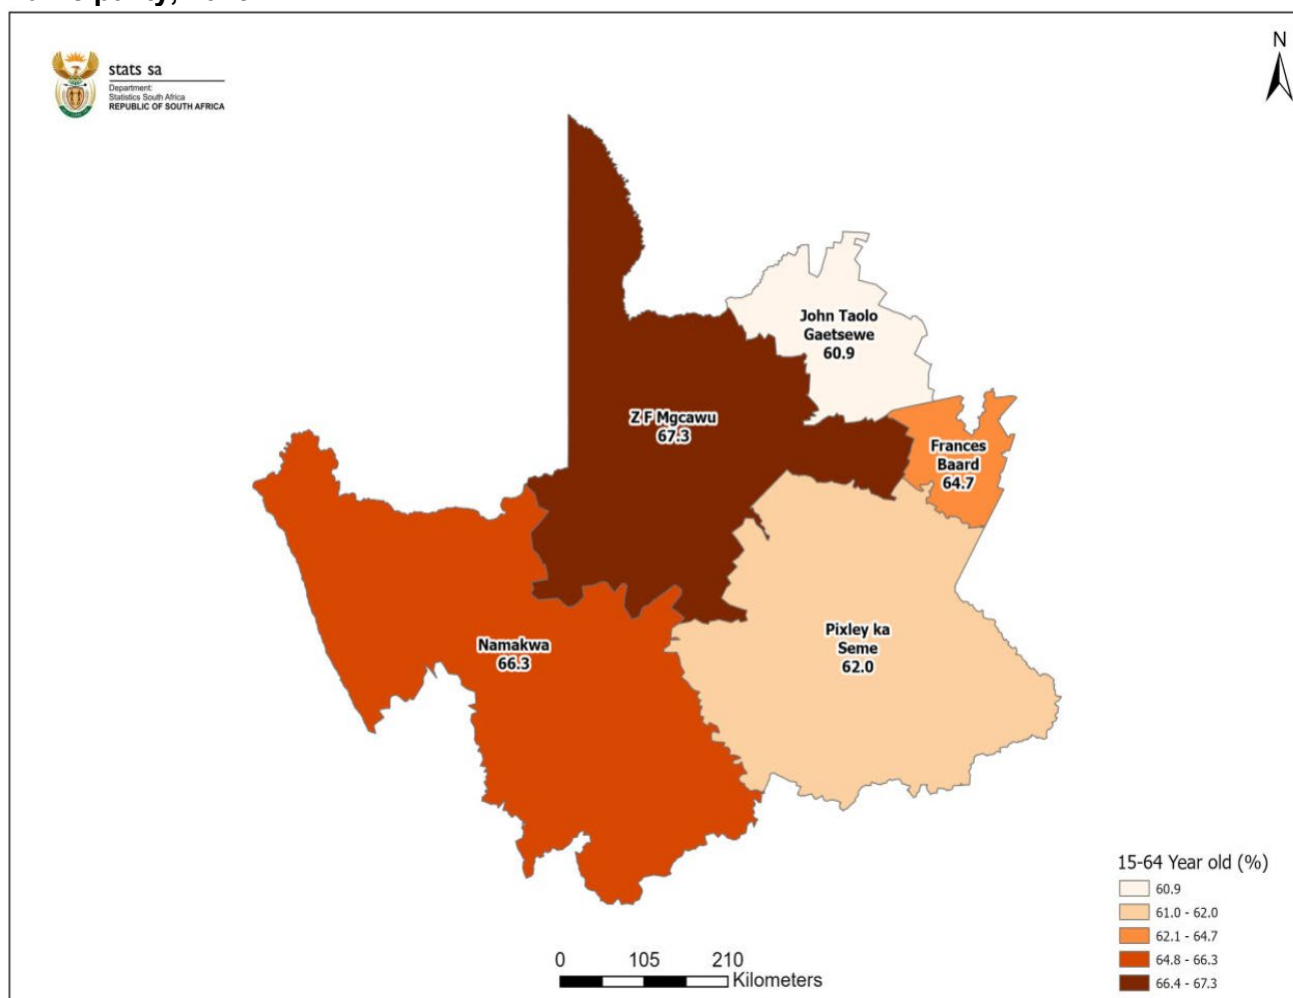 stats sa
Department:
Statistics South Africa
REPUBLIC OF SOUTH AFRICA
N
John Taolo
Gaetsewe
60.9
Z F Mgcawu
67.3
Frances
Baard
64.7
Namakwa
66.3
Pixley ka
Seme
62.0
15-64 Year old (%)
60.9
61.0 - 62.0
62.1 - 64.7
64.8 - 66.3
66.4 - 67.3
0 105 210
Kilometers